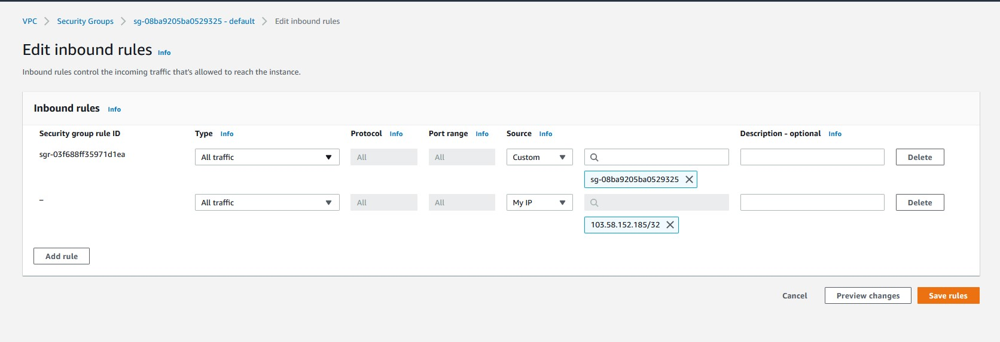 VPC > Security Groups > sg-08ba9205ba0529325 - default > Edit inbound rules
Edit inbound rules Info
Inbound rules control the incoming traffic that's allowed to reach the instance.
Inbound rules Info
Security group rule ID Type Info Protocol Info Port range Info Source Info Description - optional Info
sgr-03f688ff35971d1ea All traffic All All Custom Delete
sg-08ba9205ba0529325
– All traffic All All My IP Delete
103.58.152.185/32
Add rule
Cancel Preview changes Save rules